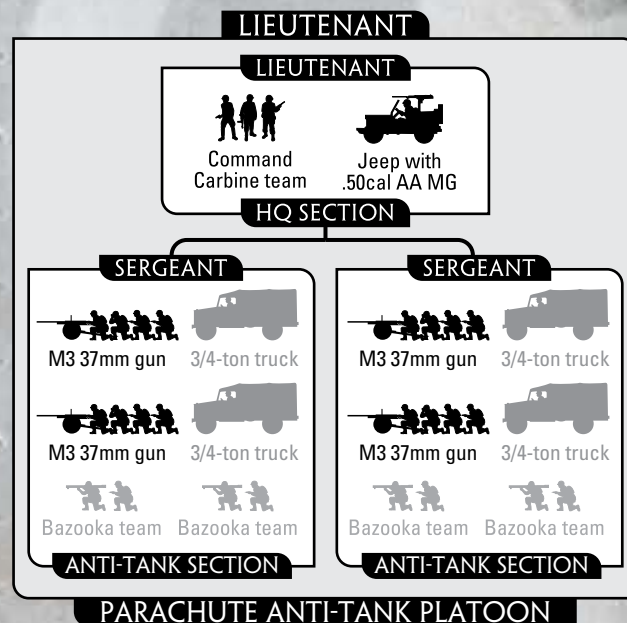 LIEUTENANT
LIEUTENANT
Command
Carbine team
Jeep with
.50cal AA MG
HQ SECTION
SERGEANT
M3 37mm gun 3/4-ton truck
M3 37mm gun 3/4-ton truck
Bazooka team Bazooka team
ANTI-TANK SECTION
SERGEANT
M3 37mm gun 3/4-ton truck
M3 37mm gun 3/4-ton truck
Bazooka team Bazooka team
ANTI-TANK SECTION
PARACHUTE ANTI-TANK PLATOON